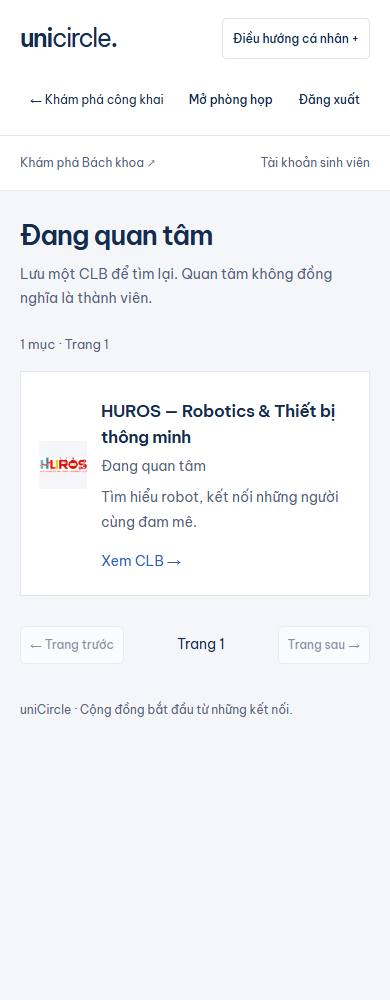 unicircle.
Điều hướng cá nhân +
← Khám phá công khai
Mở phòng họp
Đăng xuất
Khám phá Bách khoa ↗
Tài khoản sinh viên
Đang quan tâm
Lưu một CLB để tìm lại. Quan tâm không đồng
nghĩa là thành viên.
1 mục · Trang 1
HUROS — Robotics & Thiết bị
thông minh
HUROS
Đang quan tâm
Tìm hiểu robot, kết nối những người
cùng đam mê.
Xem CLB →
← Trang trước
Trang 1
Trang sau →
uniCircle · Cộng đồng bắt đầu từ những kết nối.